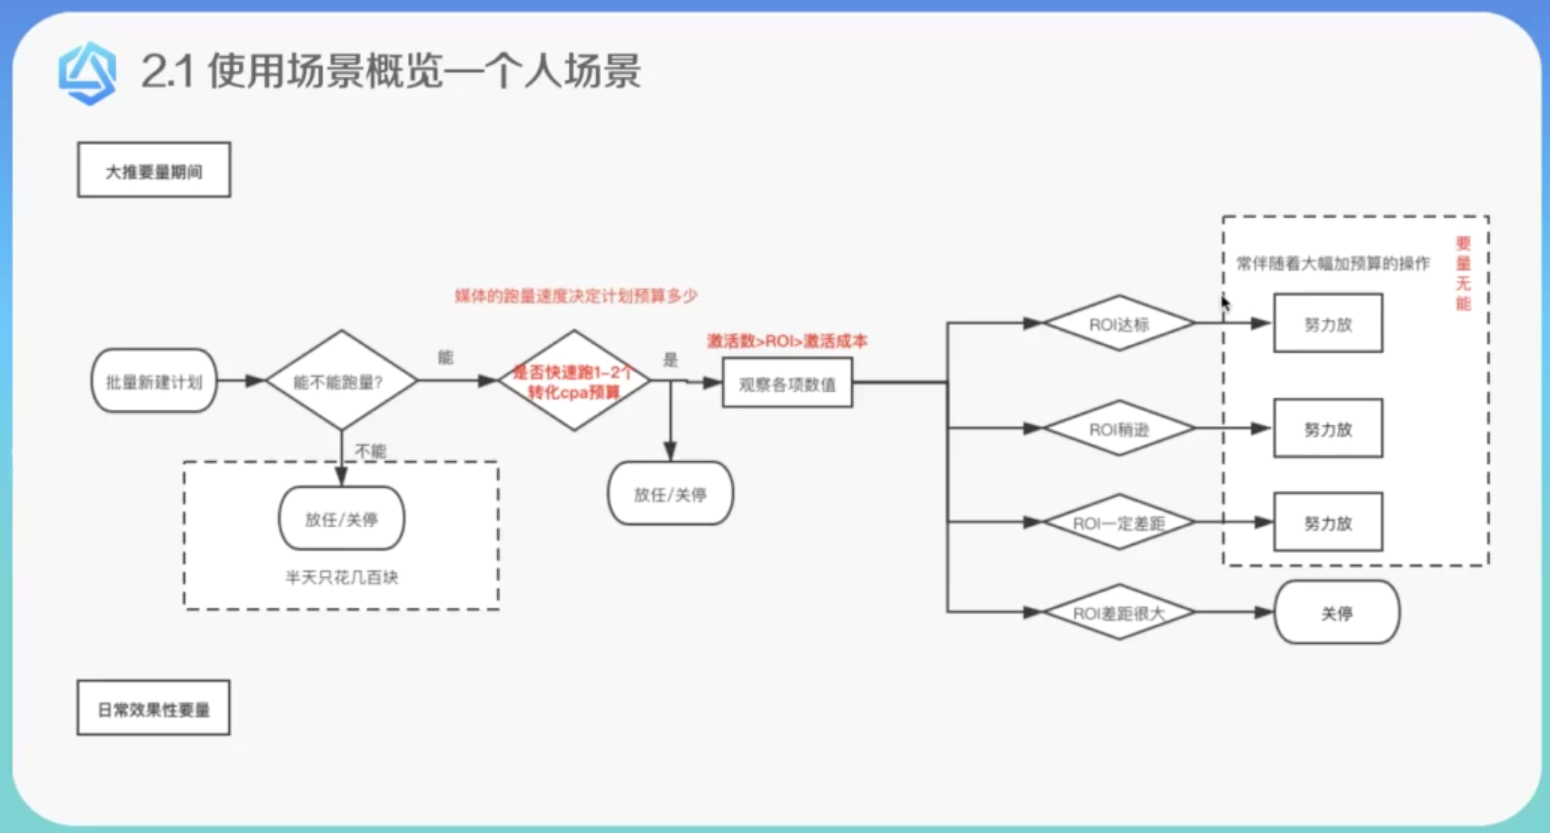 2.1 使用场景概览—个人场景
大推要量期间
常伴随着大幅加预算的操作
要
量
无
能
媒体的跑量速度决定计划预算多少
ROI达标
努力放
激活数>ROI>激活成本
能
是
批量新建计划
能不能跑量?
是否快速跑1-2个
转化cpa预算
观察各项数值
ROI稍逊
努力放
不能
放任/关停
放任/关停
半天只花几百块
ROI一定差距
努力放
ROI差距很大
关停
日常效果性要量